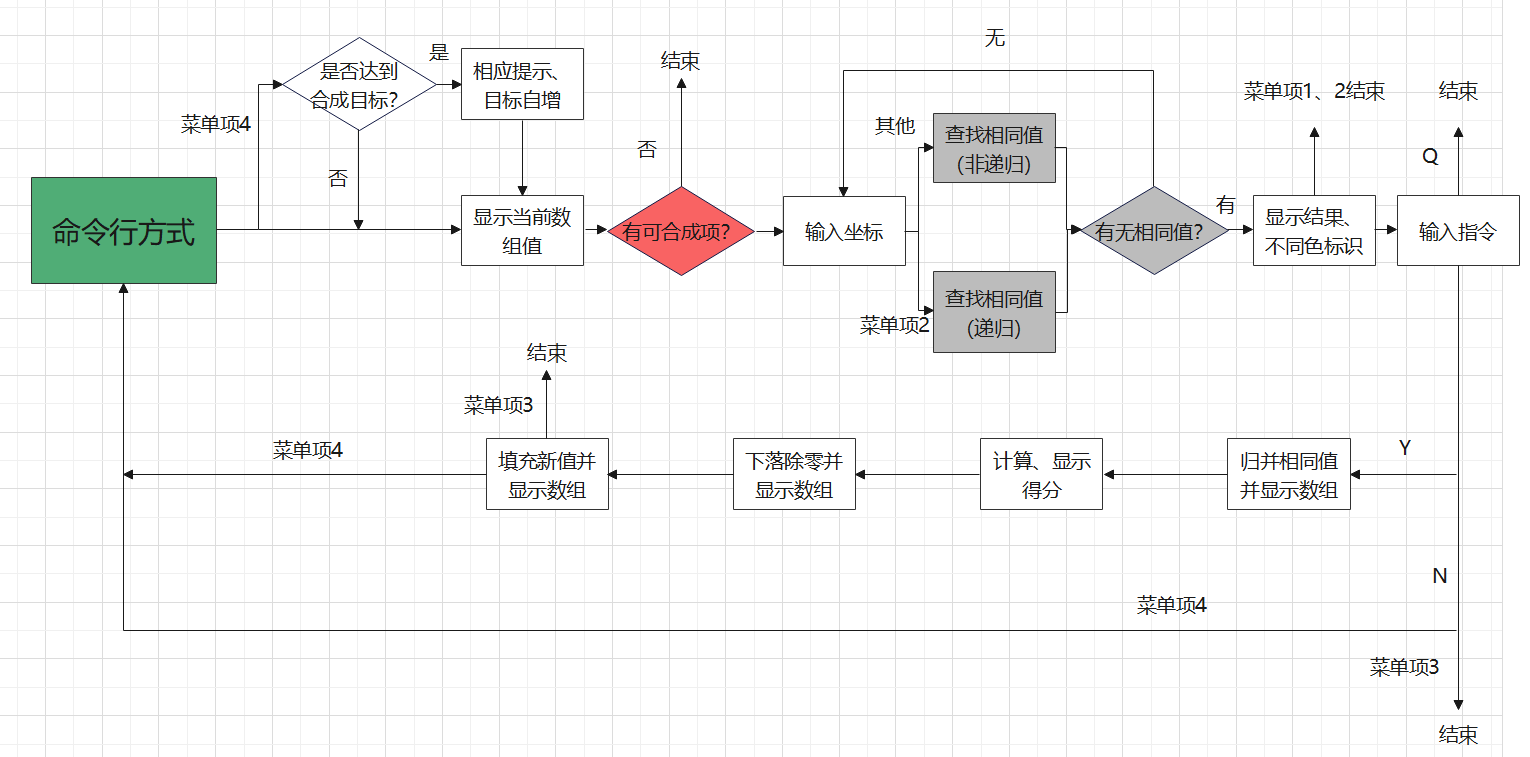 无
是
是否达到
合成目标?
相应提示、
目标自增
结束
菜单项1、2结束
结束
菜单项4
其他
查找相同值
（非递归）
否
Q
否
命令行方式
显示当前数
组值
有可合成项?
输入坐标
有无相同值?
有
显示结果、
不同色标识
输入指令
查找相同值
（递归）
菜单项2
结束
菜单项3
菜单项4
填充新值并
显示数组
下落除零并
显示数组
计算、显示
得分
归并相同值
并显示数组
Y
N
菜单项4
菜单项3
结束